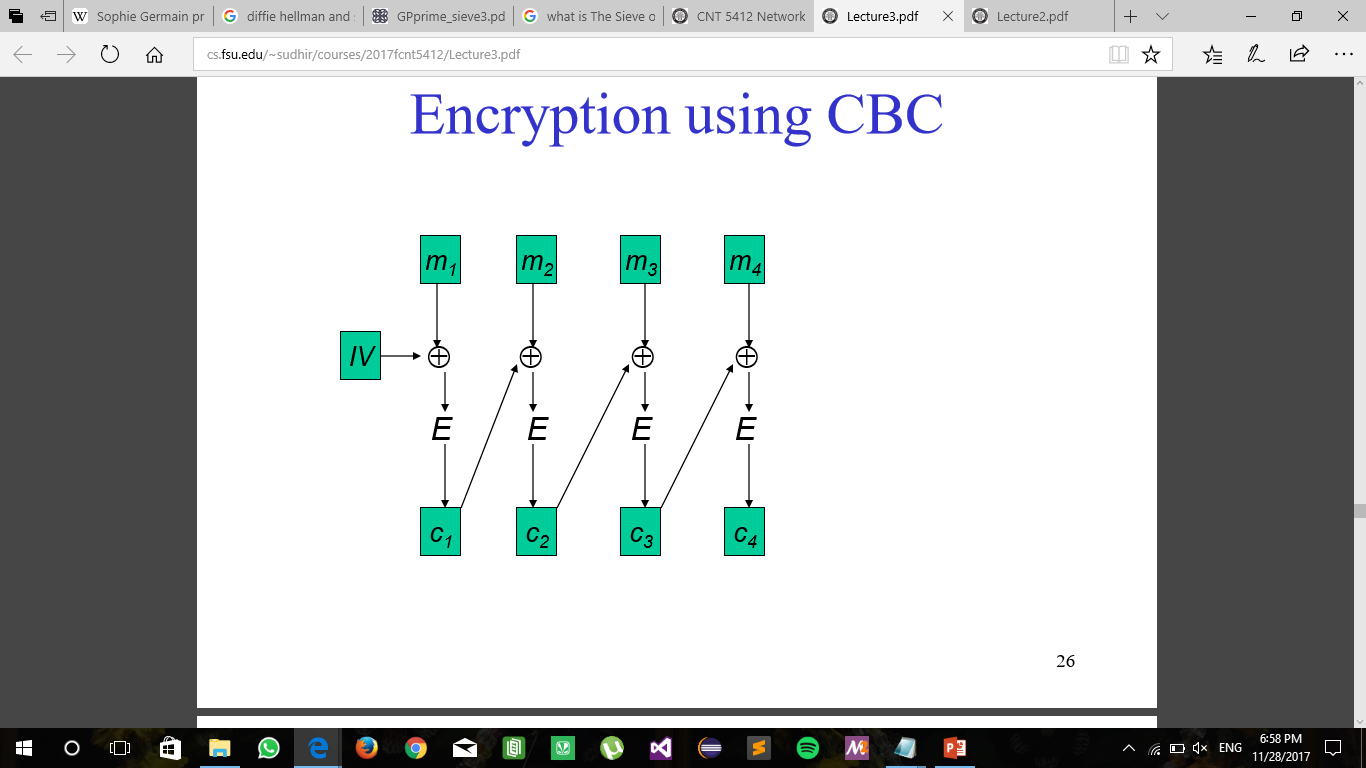 Sophie Germain pr
diffie hellman and
GPprime_sieve3.pd
what is The Sieve o
CNT 5412 Network
Lecture3.pdf
Lecture2.pdf
cs.fsu.edu/~sudhir/courses/2017fcnt5412/Lecture3.pdf
Encryption using CBC
m1 m2 m3 m4
IV
E E E E
c1 c2 c3 c4
26
ENG
6:58 PM
11/28/2017